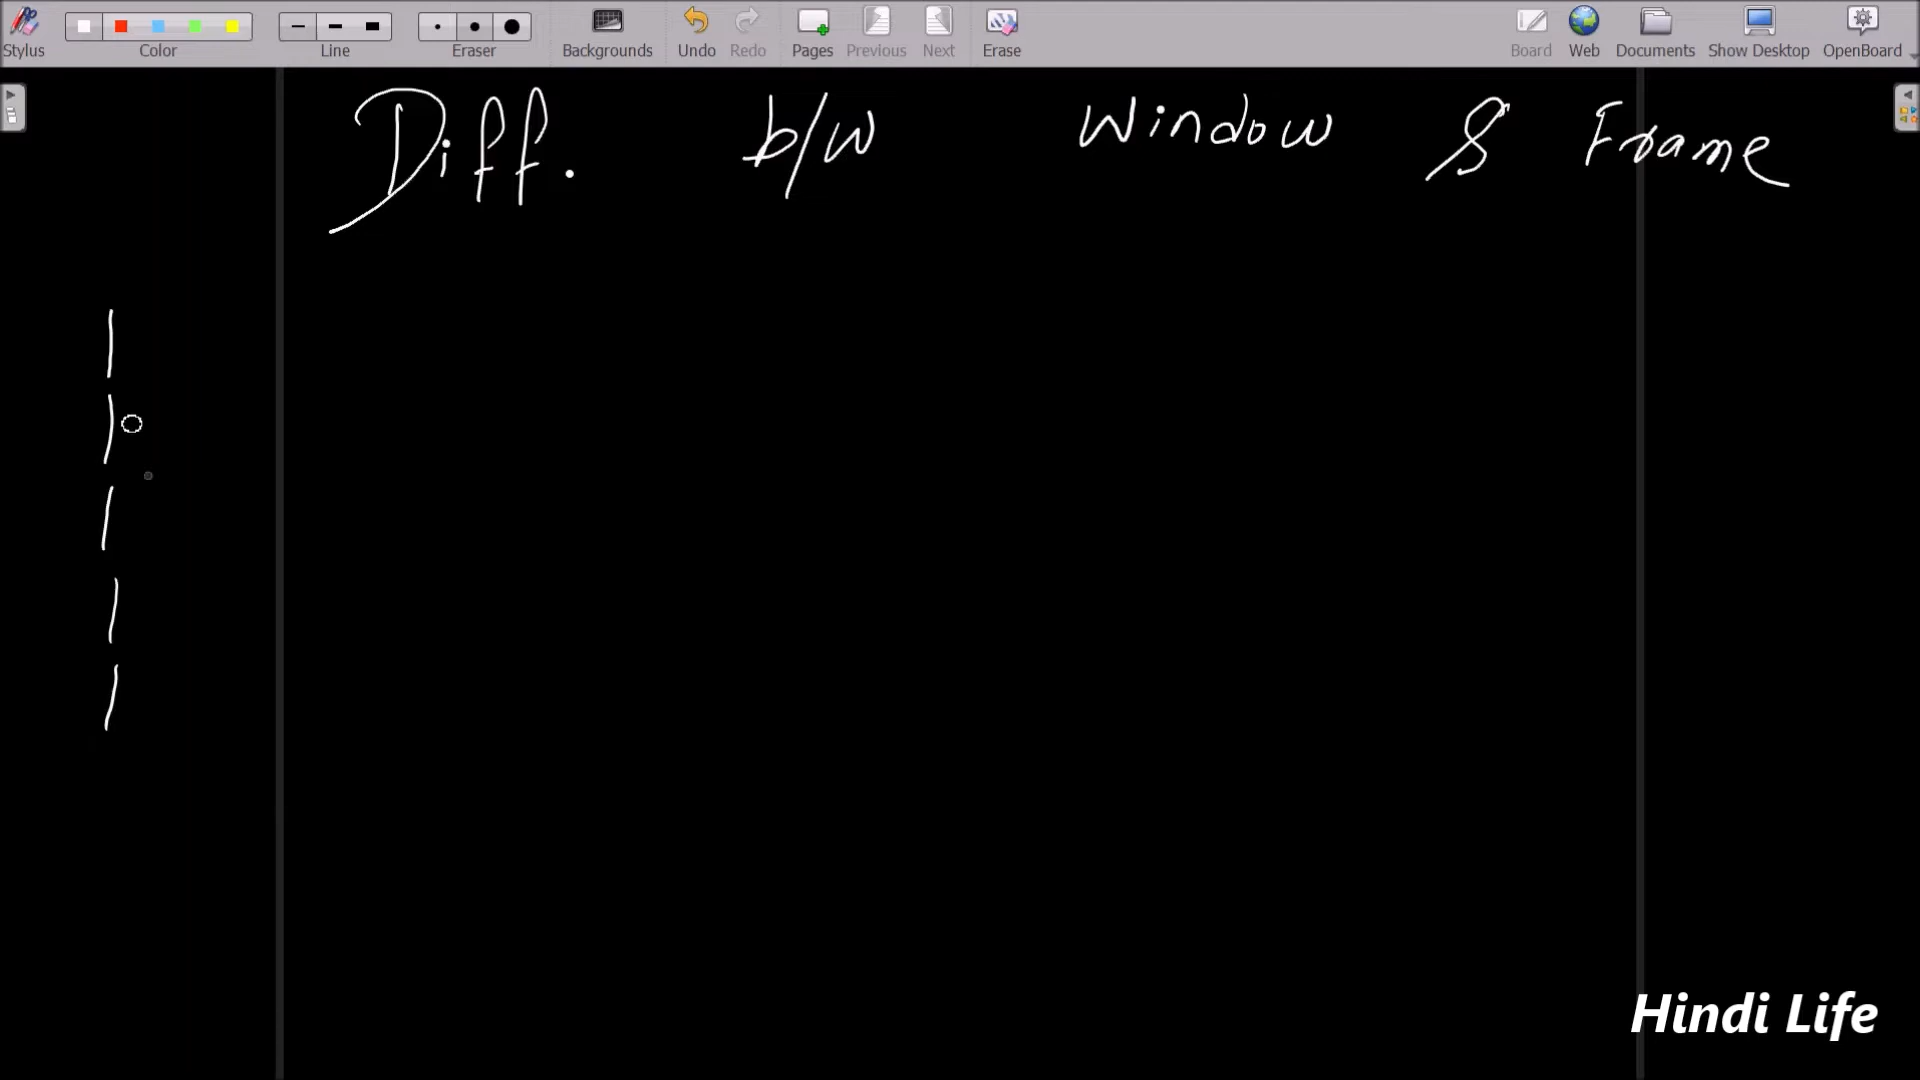 Stylus Color Line Eraser Backgrounds Undo Redo Pages Previous Next Erase Board Web Documents Show Desktop OpenBoard
Diff. b/w Window & Frame
Hindi Life